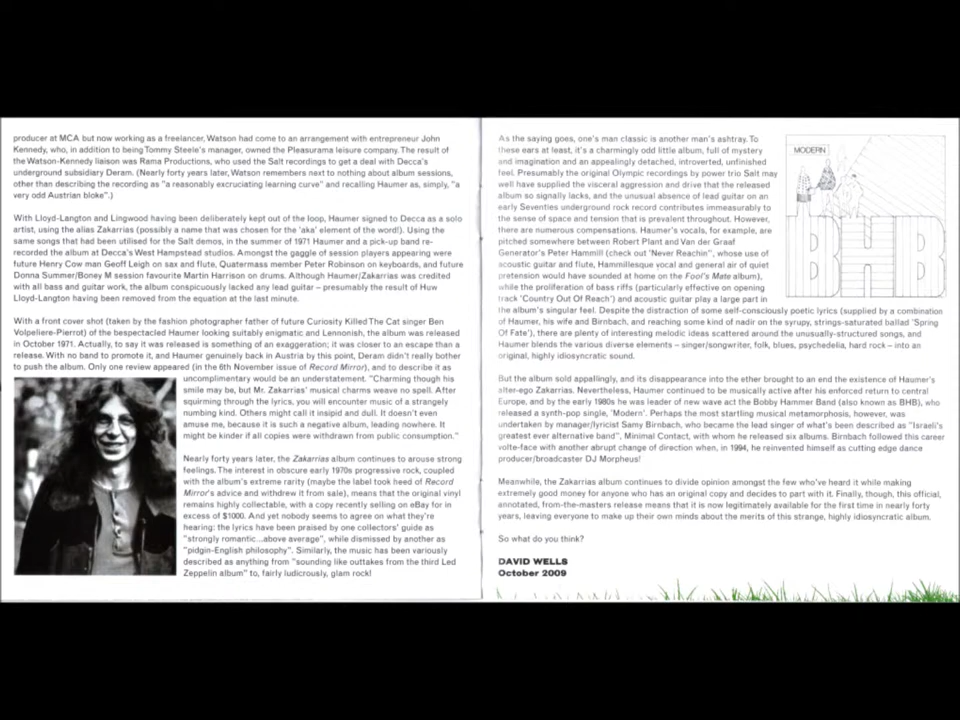 producer at MCA but now working as a freelancer, Watson had come to an arrangement with entrepreneur John
Kennedy, who, in addition to being Tommy Steele's manager, owned the Pleasurama leisure company. The result of
the Watson-Kennedy liaison was Rama Productions, who used the Salt recordings to get a deal with Decca's
underground subsidiary Deram. (Nearly forty years later, Watson remembers next to nothing about album sessions,
other than describing the recording as "a reasonably excruciating learning curve" and recalling Haumer as, simply, "a
very odd Austrian bloke".)
With Lloyd-Langton and Lingwood having been deliberately kept out of the loop, Haumer signed to Decca as a solo
artist, using the alias Zakarrias (possibly a name that was chosen for the 'aka' element of the word!). Using the
same songs that had been utilised for the Salt demos, in the summer of 1971 Haumer and a pick-up band re-
recorded the album at Decca's West Hampstead studios. Amongst the gaggle of session players appearing were
future Henry Cow man Geoff Leigh on sax and flute, Quatermass member Peter Robinson on keyboards, and future
Donna Summer/Boney M session favourite Martin Harrison on drums. Although Haumer/Zakarrias was credited
with all bass and guitar work, the album conspicuously lacked any lead guitar – presumably the result of Huw
Lloyd-Langton having been removed from the equation at the last minute.
With a front cover shot (taken by the fashion photographer father of future Curiosity Killed The Cat singer Ben
Volpeliere-Pierrot) of the bespectacled Haumer looking suitably enigmatic and Lennonish, the album was released
in October 1971. Actually, to say it was released is something of an exaggeration; it was closer to an escape than a
release. With no band to promote it, and Haumer genuinely back in Austria by this point, Deram didn't really bother
to push the album. Only one review appeared (in the 6th November issue of Record Mirror), and to describe it as
uncomplimentary would be an understatement. "Charming though his
smile may be, but Mr. Zakarrias' musical charms weave no spell. After
squirming through the lyrics, you will encounter music of a strangely
numbing kind. Others might call it insipid and dull. It doesn't even
amuse me, because it is such a negative album, leading nowhere. It
might be kinder if all copies were withdrawn from public consumption."
Nearly forty years later, the Zakarrias album continues to arouse strong
feelings. The interest in obscure early 1970s progressive rock, coupled
with the album's extreme rarity (maybe the label took heed of Record
Mirror's advice and withdrew it from sale), means that the original vinyl
remains highly collectable, with a copy recently selling on eBay for in
excess of $1000. And yet nobody seems to agree on what they're
hearing: the lyrics have been praised by one collectors' guide as
"strongly romantic...above average", while dismissed by another as
"pidgin-English philosophy". Similarly, the music has been variously
described as anything from "sounding like outtakes from the third Led
Zeppelin album" to, fairly ludicrously, glam rock!
As the saying goes, one's man classic is another man's ashtray. To
these ears at least, it's a charmingly odd little album, full of mystery
and imagination and an appealingly detached, introverted, unfinished
feel. Presumably the original Olympic recordings by power trio Salt may
well have supplied the visceral aggression and drive that the released
album so signally lacks, and the unusual absence of lead guitar on an
early Seventies underground rock record contributes immeasurably to
the sense of space and tension that is prevalent throughout. However,
there are numerous compensations. Haumer's vocals, for example, are
pitched somewhere between Robert Plant and Van der Graaf
Generator's Peter Hammill (check out 'Never Reachin'', whose use of
acoustic guitar and flute, Hammillesque vocal and general air of quiet
pretention would have sounded at home on the Fool's Mate album),
while the proliferation of bass riffs (particularly effective on opening
track 'Country Out Of Reach') and acoustic guitar play a large part in
the album's singular feel. Despite the distraction of some self-consciously poetic lyrics (supplied by a combination
of Haumer, his wife and Birnbach, and reaching some kind of nadir on the syrupy, strings-saturated ballad 'Spring
Of Fate'), there are plenty of interesting melodic ideas scattered around the unusually-structured songs, and
Haumer blends the various diverse elements – singer/songwriter, folk, blues, psychedelia, hard rock – into an
original, highly idiosyncratic sound.
But the album sold appallingly, and its disappearance into the ether brought to an end the existence of Haumer's
alter-ego Zakarrias. Nevertheless, Haumer continued to be musically active after his enforced return to central
Europe, and by the early 1980s he was leader of new wave act the Bobby Hammer Band (also known as BHB), who
released a synth-pop single, 'Modern'. Perhaps the most startling musical metamorphosis, however, was
undertaken by manager/lyricist Samy Birnbach, who became the lead singer of what's been described as "Israeli's
greatest ever alternative band", Minimal Contact, with whom he released six albums. Birnbach followed this career
volte-face with another abrupt change of direction when, in 1994, he reinvented himself as cutting edge dance
producer/broadcaster DJ Morpheus!
Meanwhile, the Zakarrias album continues to divide opinion amongst the few who've heard it while making
extremely good money for anyone who has an original copy and decides to part with it. Finally, though, this official,
annotated, from-the-masters release means that it is now legitimately available for the first time in nearly forty
years, leaving everyone to make up their own minds about the merits of this strange, highly idiosyncratic album.
So what do you think?
DAVID WELLS
October 2009
MODERN
BHB